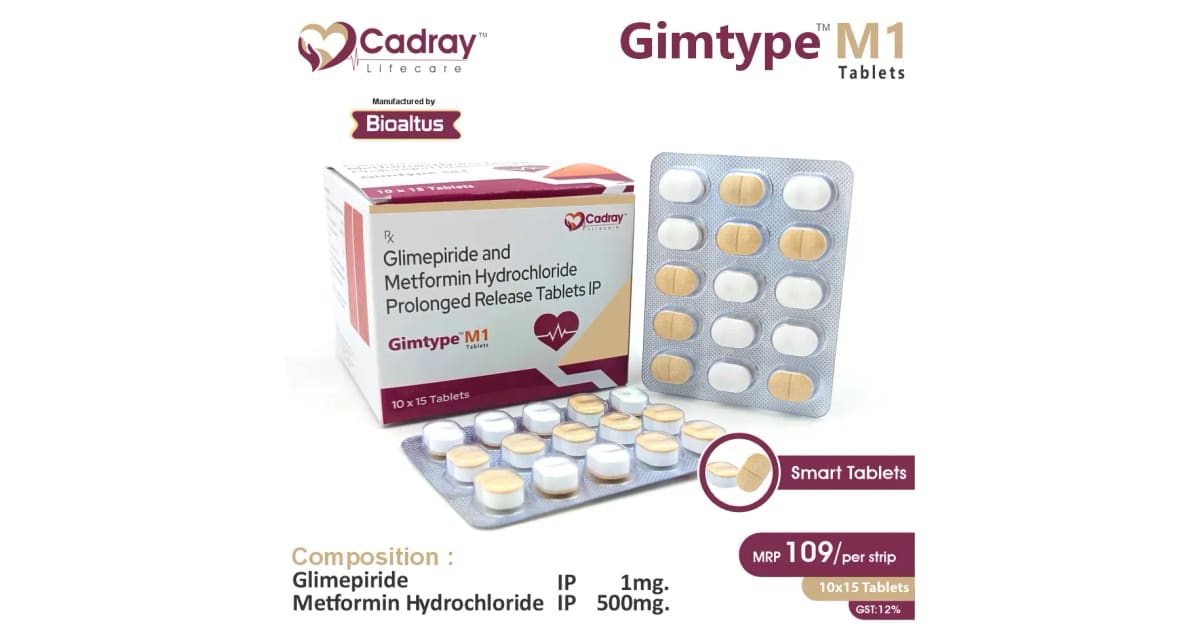 Cadray™
Lifecare
Gimtype™ M1
Tablets
Manufactured by
Bioaltus
10 x 15 Tablets
Cadray™
Lifecare
Rx
Glimepiride and
Metformin Hydrochloride
Prolonged Release Tablets IP
Gimtype™ M1
Tablets
10 x 15 Tablets
Smart Tablets
MRP 109/per strip
10x15 Tablets
GST:12%
Composition :
Glimepiride IP 1mg.
Metformin Hydrochloride IP 500mg.